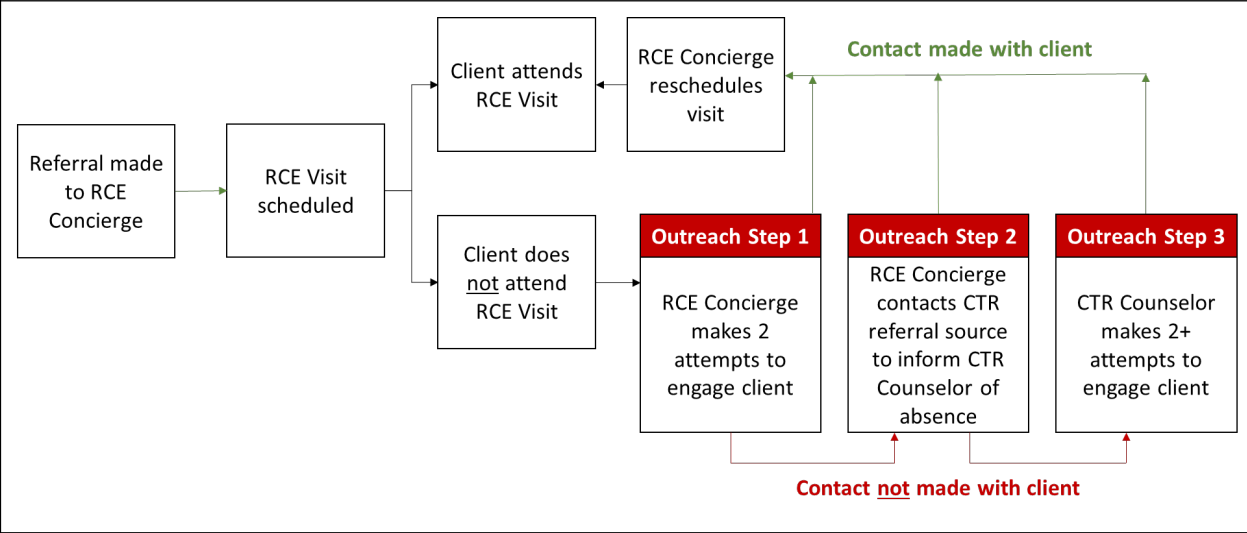 Referral made
to RCE
Concierge
RCE Visit
scheduled
Client attends
RCE Visit
RCE Concierge
reschedules
visit
Contact made with client
Client does
not attend
RCE Visit
Outreach Step 1
RCE Concierge
makes 2
attempts to
engage client
Outreach Step 2
RCE Concierge
contacts CTR
referral source
to inform CTR
Counselor of
absence
Outreach Step 3
CTR Counselor
makes 2+
attempts to
engage client
Contact not made with client